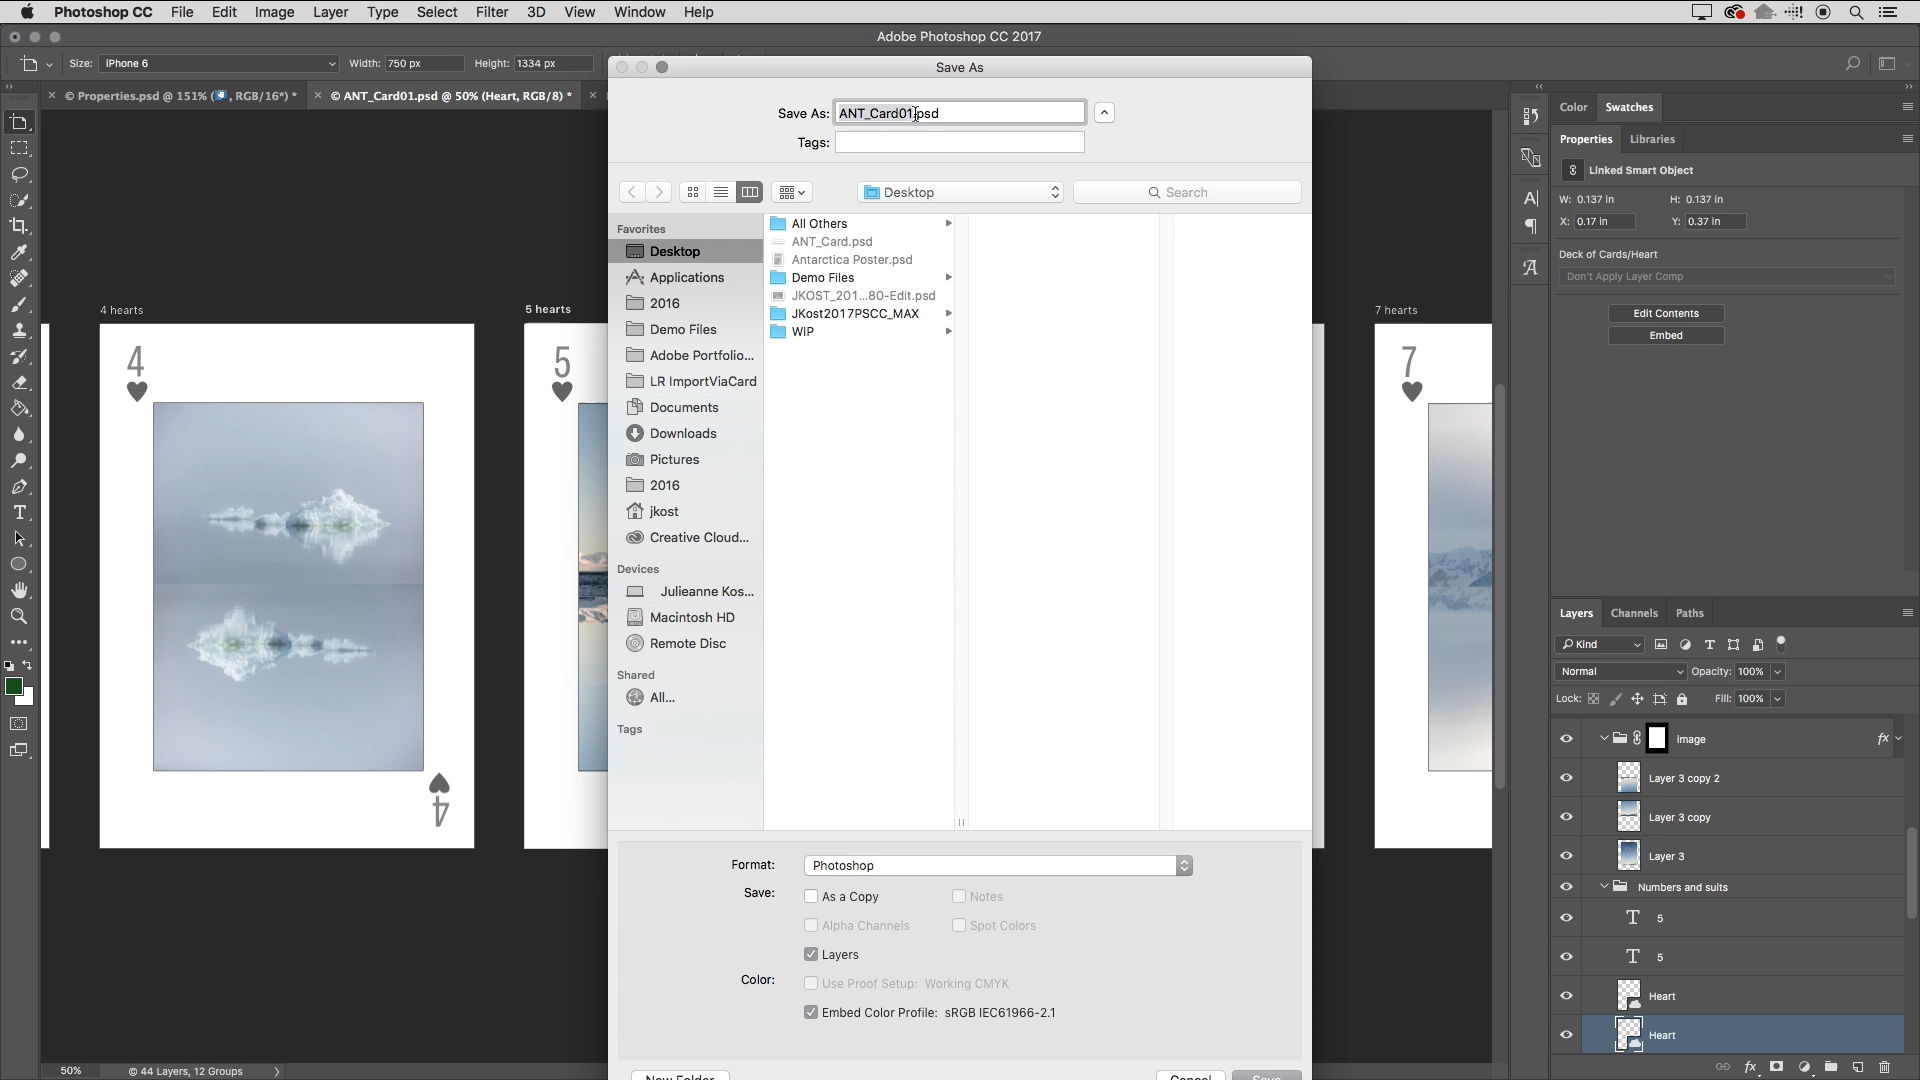 Photoshop CC File Edit Image Layer Type Select Filter 3D View Window Help
Adobe Photoshop CC 2017
Size: iPhone 6 Width: 750 px Height: 1334 px
© Properties.psd @ 151% ( , RGB/16*) *
© ANT_Card01.psd @ 50% (Heart, RGB/8) *
4 hearts
5 hearts
7 hearts
4
4
5
7
Save As
Save As: ANT_Card01.psd
Tags:
Desktop
Search
Favorites
Desktop
Applications
2016
Demo Files
Adobe Portfolio...
LR ImportViaCard
Documents
Downloads
Pictures
2016
jkost
Creative Cloud...
Devices
Julieanne Kos...
Macintosh HD
Remote Disc
Shared
All...
Tags
All Others
ANT_Card.psd
Antarctica Poster.psd
Demo Files
JKOST_201...80-Edit.psd
JKost2017PSCC_MAX
WIP
Format: Photoshop
Save: As a Copy Notes
Alpha Channels Spot Colors
Layers
Color: Use Proof Setup: Working CMYK
Embed Color Profile: sRGB IEC61966-2.1
New Folder Cancel Save
Color Swatches
Properties Libraries
Linked Smart Object
W: 0.137 in H: 0.137 in
X: 0.17 in Y: 0.37 in
Deck of Cards/Heart
Don't Apply Layer Comp
Edit Contents
Embed
Layers Channels Paths
Kind
Normal Opacity: 100%
Lock: Fill: 100%
image fx
Layer 3 copy 2
Layer 3 copy
Layer 3
Numbers and suits
T 5
T 5
Heart
Heart
fx
50% © 44 Layers, 12 Groups